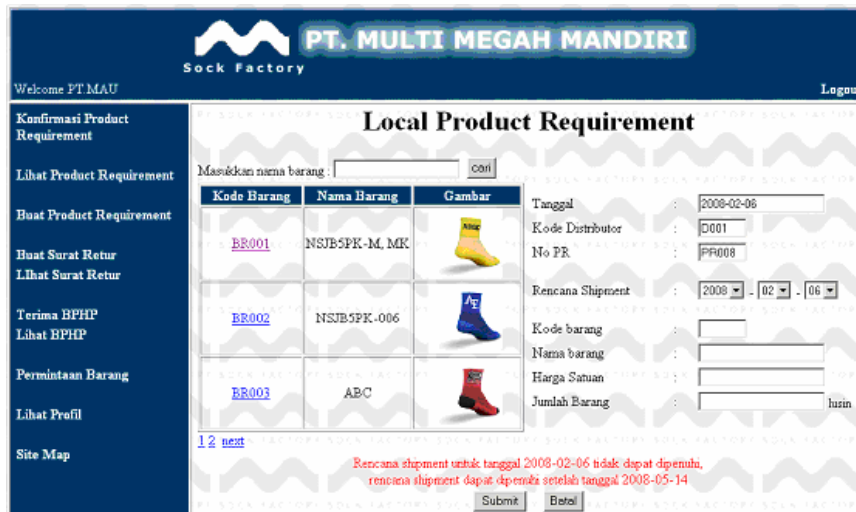 PT. MULTI MEGAH MANDIRI
Sock Factory
Welcome PT.MAU
Logou
Konfirmasi Product
Requirement
Lihat Product Requirement
Buat Product Requirement
Buat Surat Retur
LIhat Surat Retur
Terima BPHP
Lihat BPHP
Permintaan Barang
Lihat Profil
Site Map
Local Product Requirement
Masukkan nama barang : cari
Kode Barang Nama Barang Gambar
BR001 NSJB5PK-M, MK
BR002 NSJB5PK-006
BR003 ABC
1 2 next
Tanggal : 2008-02-06
Kode Distributor : D001
No PR : PR008
Rencana Shipment : 2008 - 02 - 06
Kode barang :
Nama barang :
Harga Satuan :
Jumlah Barang : lusin
Rencana shipment untuk tanggal 2008-02-06 tidak dapat dipenuhi,
rencana shipment dapat dipenuhi setelah tanggal 2008-05-14
Submit Batal